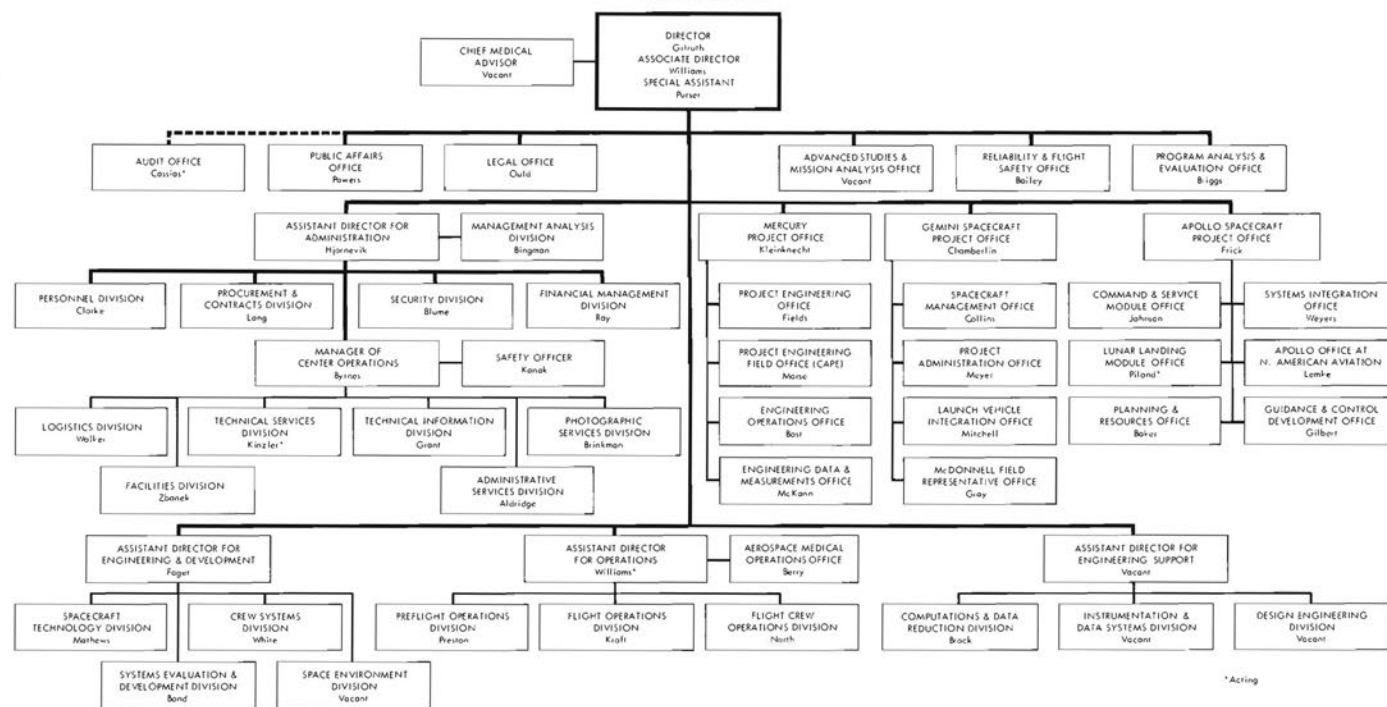 DIRECTOR
Gilruth
ASSOCIATE DIRECTOR
Williams
SPECIAL ASSISTANT
Purser
CHIEF MEDICAL
ADVISOR
Vacant
AUDIT OFFICE
Cassias*
PUBLIC AFFAIRS
OFFICE
Powers
LEGAL OFFICE
Ould
ADVANCED STUDIES &
MISSION ANALYSIS OFFICE
Vacant
RELIABILITY & FLIGHT
SAFETY OFFICE
Bailey
PROGRAM ANALYSIS &
EVALUATION OFFICE
Briggs
ASSISTANT DIRECTOR FOR
ADMINISTRATION
Hjornevik
MANAGEMENT ANALYSIS
DIVISION
Bingman
MERCURY
PROJECT OFFICE
Kleinknecht
GEMINI SPACECRAFT
PROJECT OFFICE
Chamberlin
APOLLO SPACECRAFT
PROJECT OFFICE
Frick
PERSONNEL DIVISION
Clarke
PROCUREMENT &
CONTRACTS DIVISION
Lang
SECURITY DIVISION
Blume
FINANCIAL MANAGEMENT
DIVISION
Ray
PROJECT ENGINEERING
OFFICE
Fields
SPACECRAFT
MANAGEMENT OFFICE
Collins
COMMAND & SERVICE
MODULE OFFICE
Johnson
SYSTEMS INTEGRATION
OFFICE
Weyers
MANAGER OF
CENTER OPERATIONS
Byrnes
SAFETY OFFICER
Kanak
PROJECT ENGINEERING
FIELD OFFICE (CAPE)
Morse
PROJECT
ADMINISTRATION OFFICE
Meyer
LUNAR LANDING
MODULE OFFICE
Piland*
APOLLO OFFICE AT
N. AMERICAN AVIATION
Lemke
LOGISTICS DIVISION
Walker
TECHNICAL SERVICES
DIVISION
Kinzler*
TECHNICAL INFORMATION
DIVISION
Grant
PHOTOGRAPHIC
SERVICES DIVISION
Brinkman
ENGINEERING
OPERATIONS OFFICE
Bost
LAUNCH VEHICLE
INTEGRATION OFFICE
Mitchell
PLANNING &
RESOURCES OFFICE
Baker
GUIDANCE & CONTROL
DEVELOPMENT OFFICE
Gilbert
FACILITIES DIVISION
Zbanek
ADMINISTRATIVE
SERVICES DIVISION
Aldridge
ENGINEERING DATA &
MEASUREMENTS OFFICE
McKann
McDONNELL FIELD
REPRESENTATIVE OFFICE
Gray
ASSISTANT DIRECTOR FOR
ENGINEERING & DEVELOPMENT
Faget
ASSISTANT DIRECTOR
FOR OPERATIONS
Williams*
AEROSPACE MEDICAL
OPERATIONS OFFICE
Berry
ASSISTANT DIRECTOR FOR
ENGINEERING SUPPORT
Vacant
SPACECRAFT
TECHNOLOGY DIVISION
Mathews
CREW SYSTEMS
DIVISION
White
PREFLIGHT OPERATIONS
DIVISION
Preston
FLIGHT OPERATIONS
DIVISION
Kraft
FLIGHT CREW
OPERATIONS DIVISION
North
COMPUTATIONS & DATA
REDUCTION DIVISION
Brock
INSTRUMENTATION &
DATA SYSTEMS DIVISION
Vacant
DESIGN ENGINEERING
DIVISION
Vacant
SYSTEMS EVALUATION &
DEVELOPMENT DIVISION
Bond
SPACE ENVIRONMENT
DIVISION
Vacant
*Acting